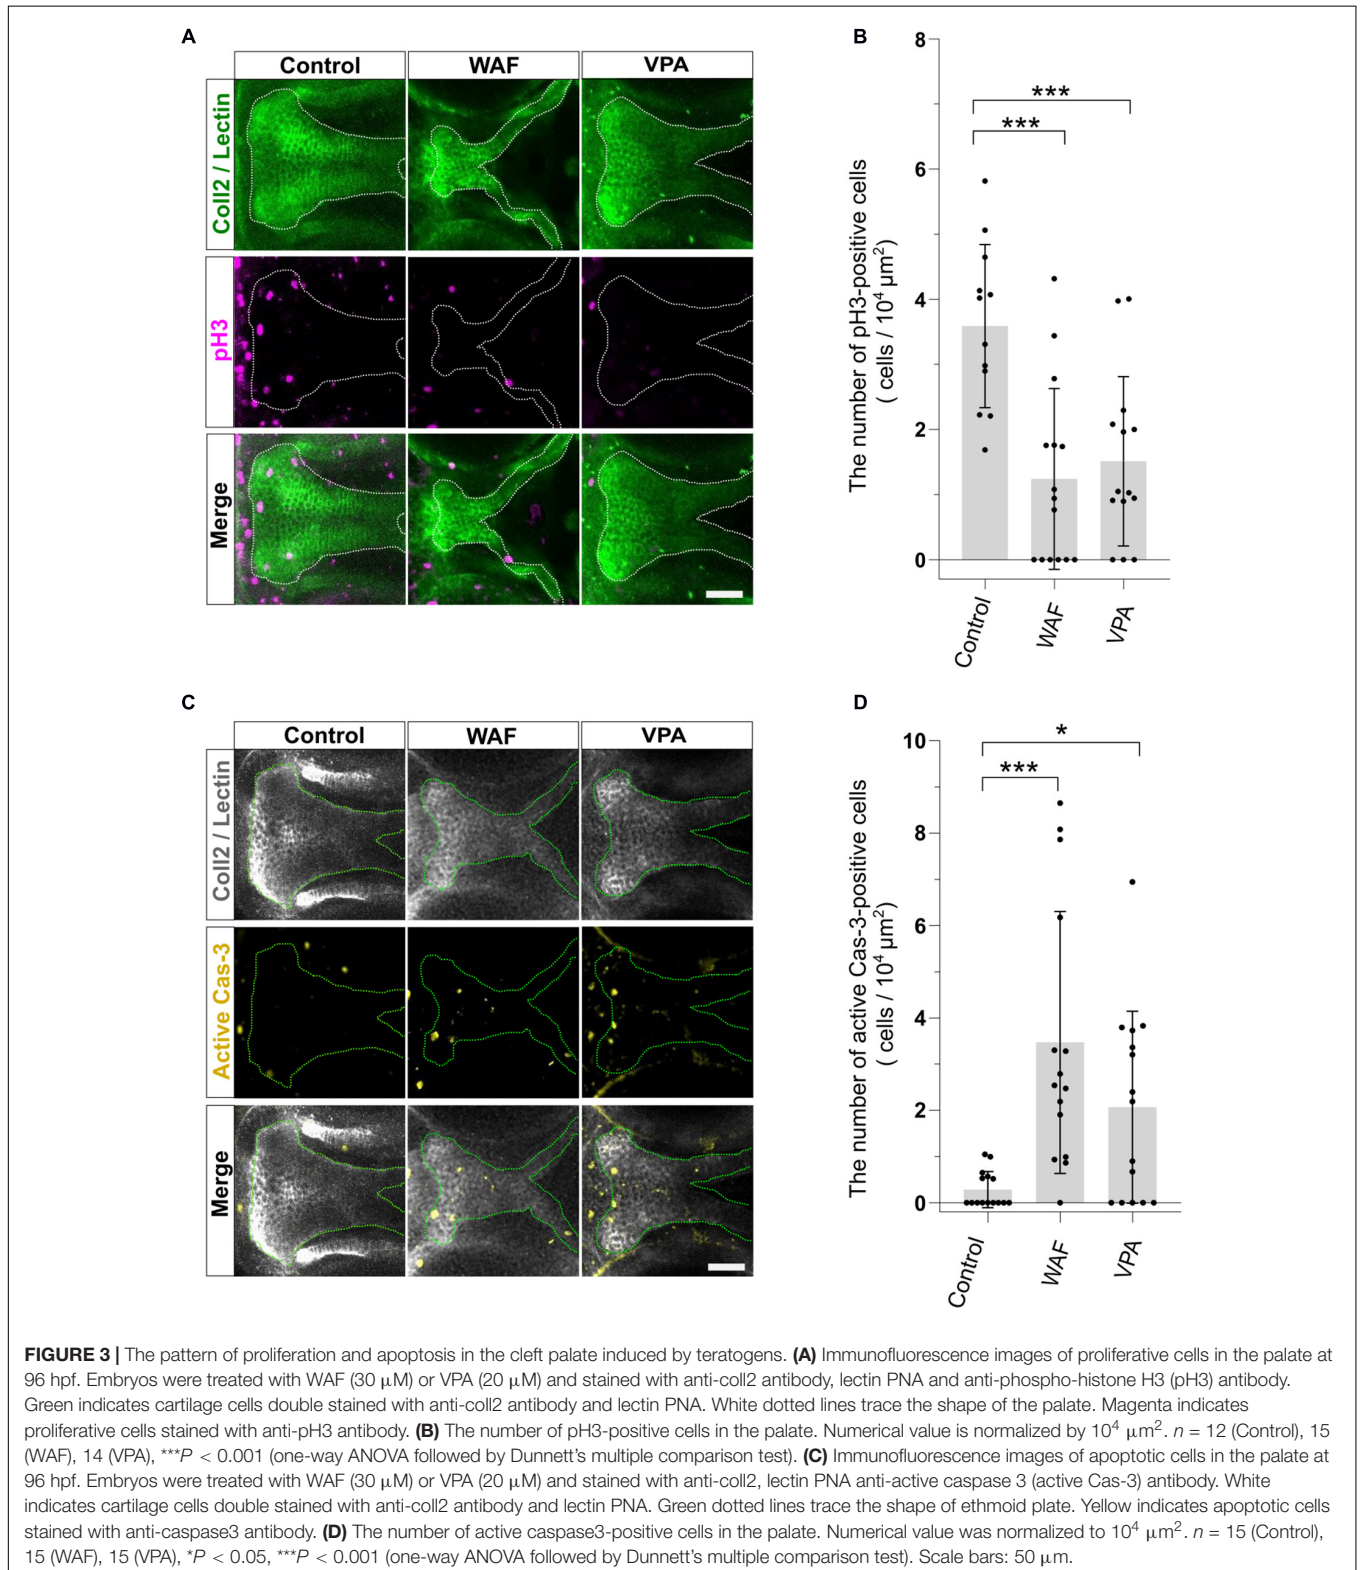 A
Control WAF VPA
Coll2 / Lectin
pH3
Merge
B
8
6
4
2
0
The number of pH3-positive cells
( cells / 10⁴ µm²)
***
***
Control
WAF
VPA
C
Control WAF VPA
Coll2 / Lectin
Active Cas-3
Merge
D
10
8
6
4
2
0
The number of active Cas-3-positive cells
( cells / 10⁴ µm²)
*
***
Control
WAF
VPA
FIGURE 3 | The pattern of proliferation and apoptosis in the cleft palate induced by teratogens. (A) Immunofluorescence images of proliferative cells in the palate at
96 hpf. Embryos were treated with WAF (30 µM) or VPA (20 µM) and stained with anti-coll2 antibody, lectin PNA and anti-phospho-histone H3 (pH3) antibody.
Green indicates cartilage cells double stained with anti-coll2 antibody and lectin PNA. White dotted lines trace the shape of the palate. Magenta indicates
proliferative cells stained with anti-pH3 antibody. (B) The number of pH3-positive cells in the palate. Numerical value is normalized by 10⁴ µm². n = 12 (Control), 15
(WAF), 14 (VPA), ***P < 0.001 (one-way ANOVA followed by Dunnett’s multiple comparison test). (C) Immunofluorescence images of apoptotic cells in the palate at
96 hpf. Embryos were treated with WAF (30 µM) or VPA (20 µM) and stained with anti-coll2, lectin PNA anti-active caspase 3 (active Cas-3) antibody. White
indicates cartilage cells double stained with anti-coll2 antibody and lectin PNA. Green dotted lines trace the shape of ethmoid plate. Yellow indicates apoptotic cells
stained with anti-caspase3 antibody. (D) The number of active caspase3-positive cells in the palate. Numerical value was normalized to 10⁴ µm². n = 15 (Control),
15 (WAF), 15 (VPA), *P < 0.05, ***P < 0.001 (one-way ANOVA followed by Dunnett’s multiple comparison test). Scale bars: 50 µm.